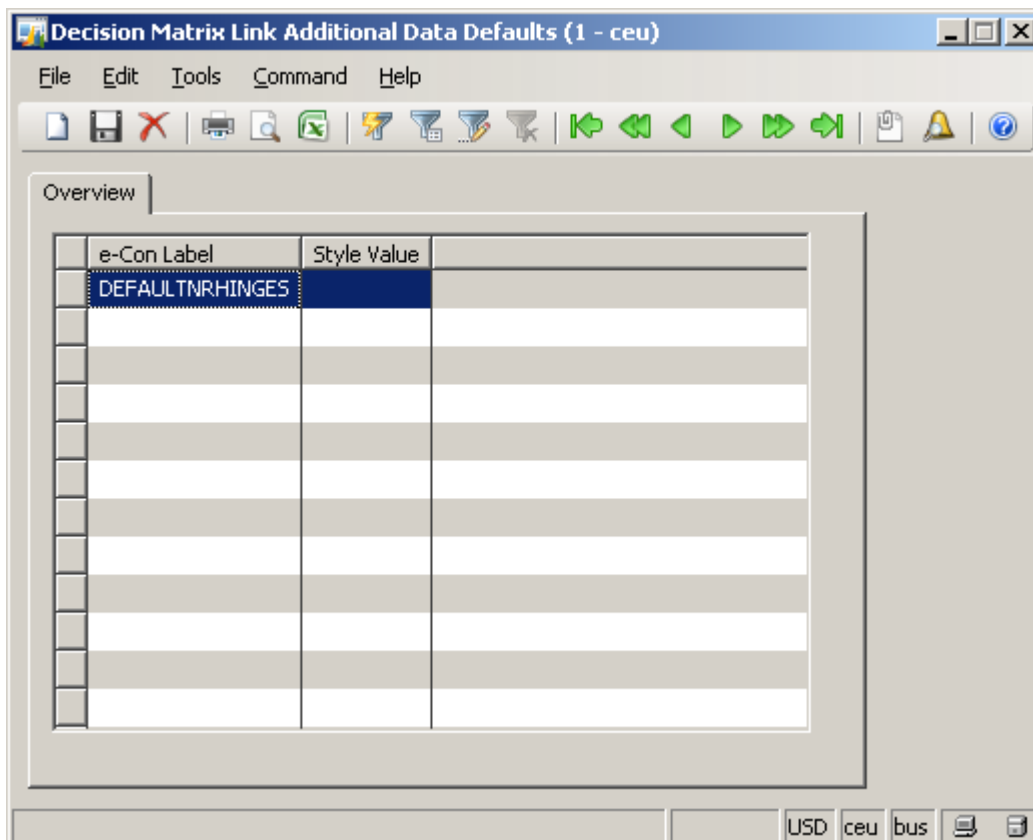 Decision Matrix Link Additional Data Defaults (1 - ceu)
File Edit Tools Command Help
Overview
e-Con Label Style Value
DEFAULTNRHINGES
USD ceu bus